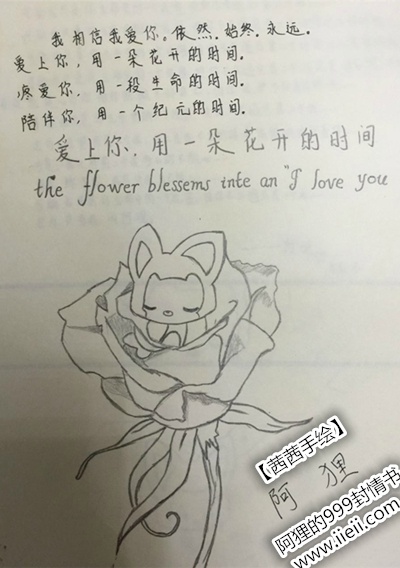 我相信我爱你。依然.始终.永远.
爱上你,用一朵花开的时间.
疼爱你,用一段生命的时间.
陪伴你,用一个纪元的时间.
爱上你、用一朵花开的时间
the flower blessems inte an "I love you
【茜茜手绘】
阿狸
阿狸的999封情书
www.iieii.com